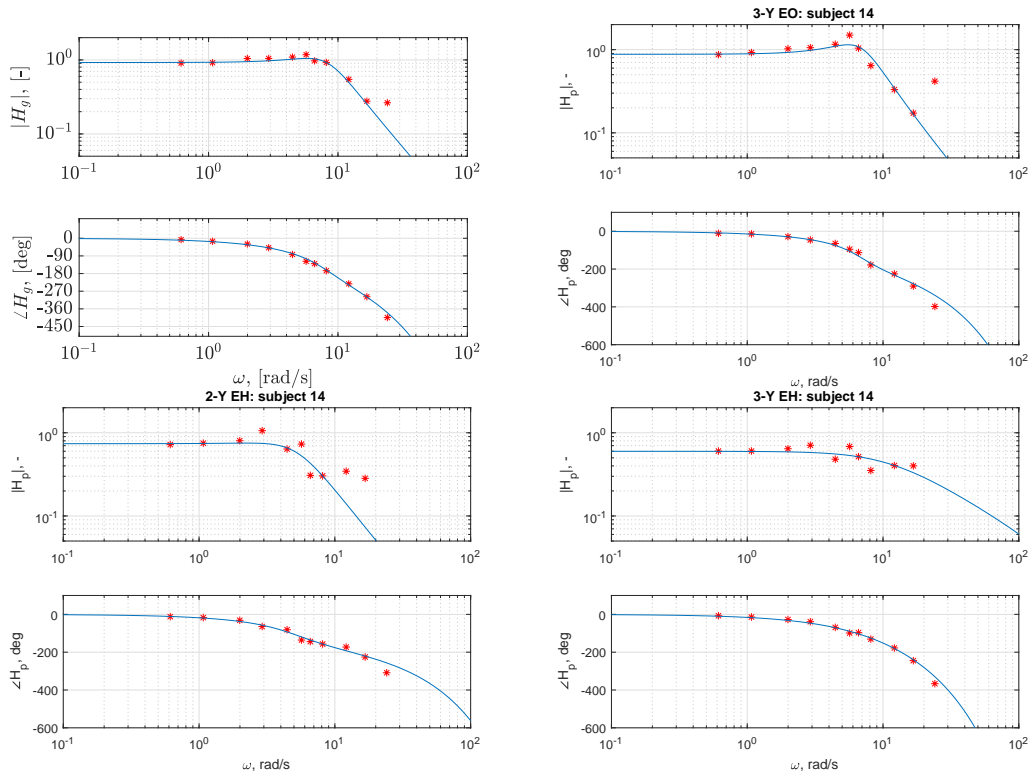 10^0
10^-1
|H_g|, [-]
10^-1 10^0 10^1 10^2
0
-90
-180
-270
-360
-450
∠H_g, [deg]
10^-1 10^0 10^1 10^2
ω, [rad/s]
3-Y EO: subject 14
10^0
10^-1
|H_p|, -
10^-1 10^0 10^1 10^2
0
-200
-400
-600
∠H_p, deg
10^-1 10^0 10^1 10^2
ω, rad/s
2-Y EH: subject 14
10^0
10^-1
|H_p|, -
10^-1 10^0 10^1 10^2
0
-200
-400
-600
∠H_p, deg
10^-1 10^0 10^1 10^2
ω, rad/s
3-Y EH: subject 14
10^0
10^-1
|H_p|, -
10^-1 10^0 10^1 10^2
0
-200
-400
-600
∠H_p, deg
10^-1 10^0 10^1 10^2
ω, rad/s